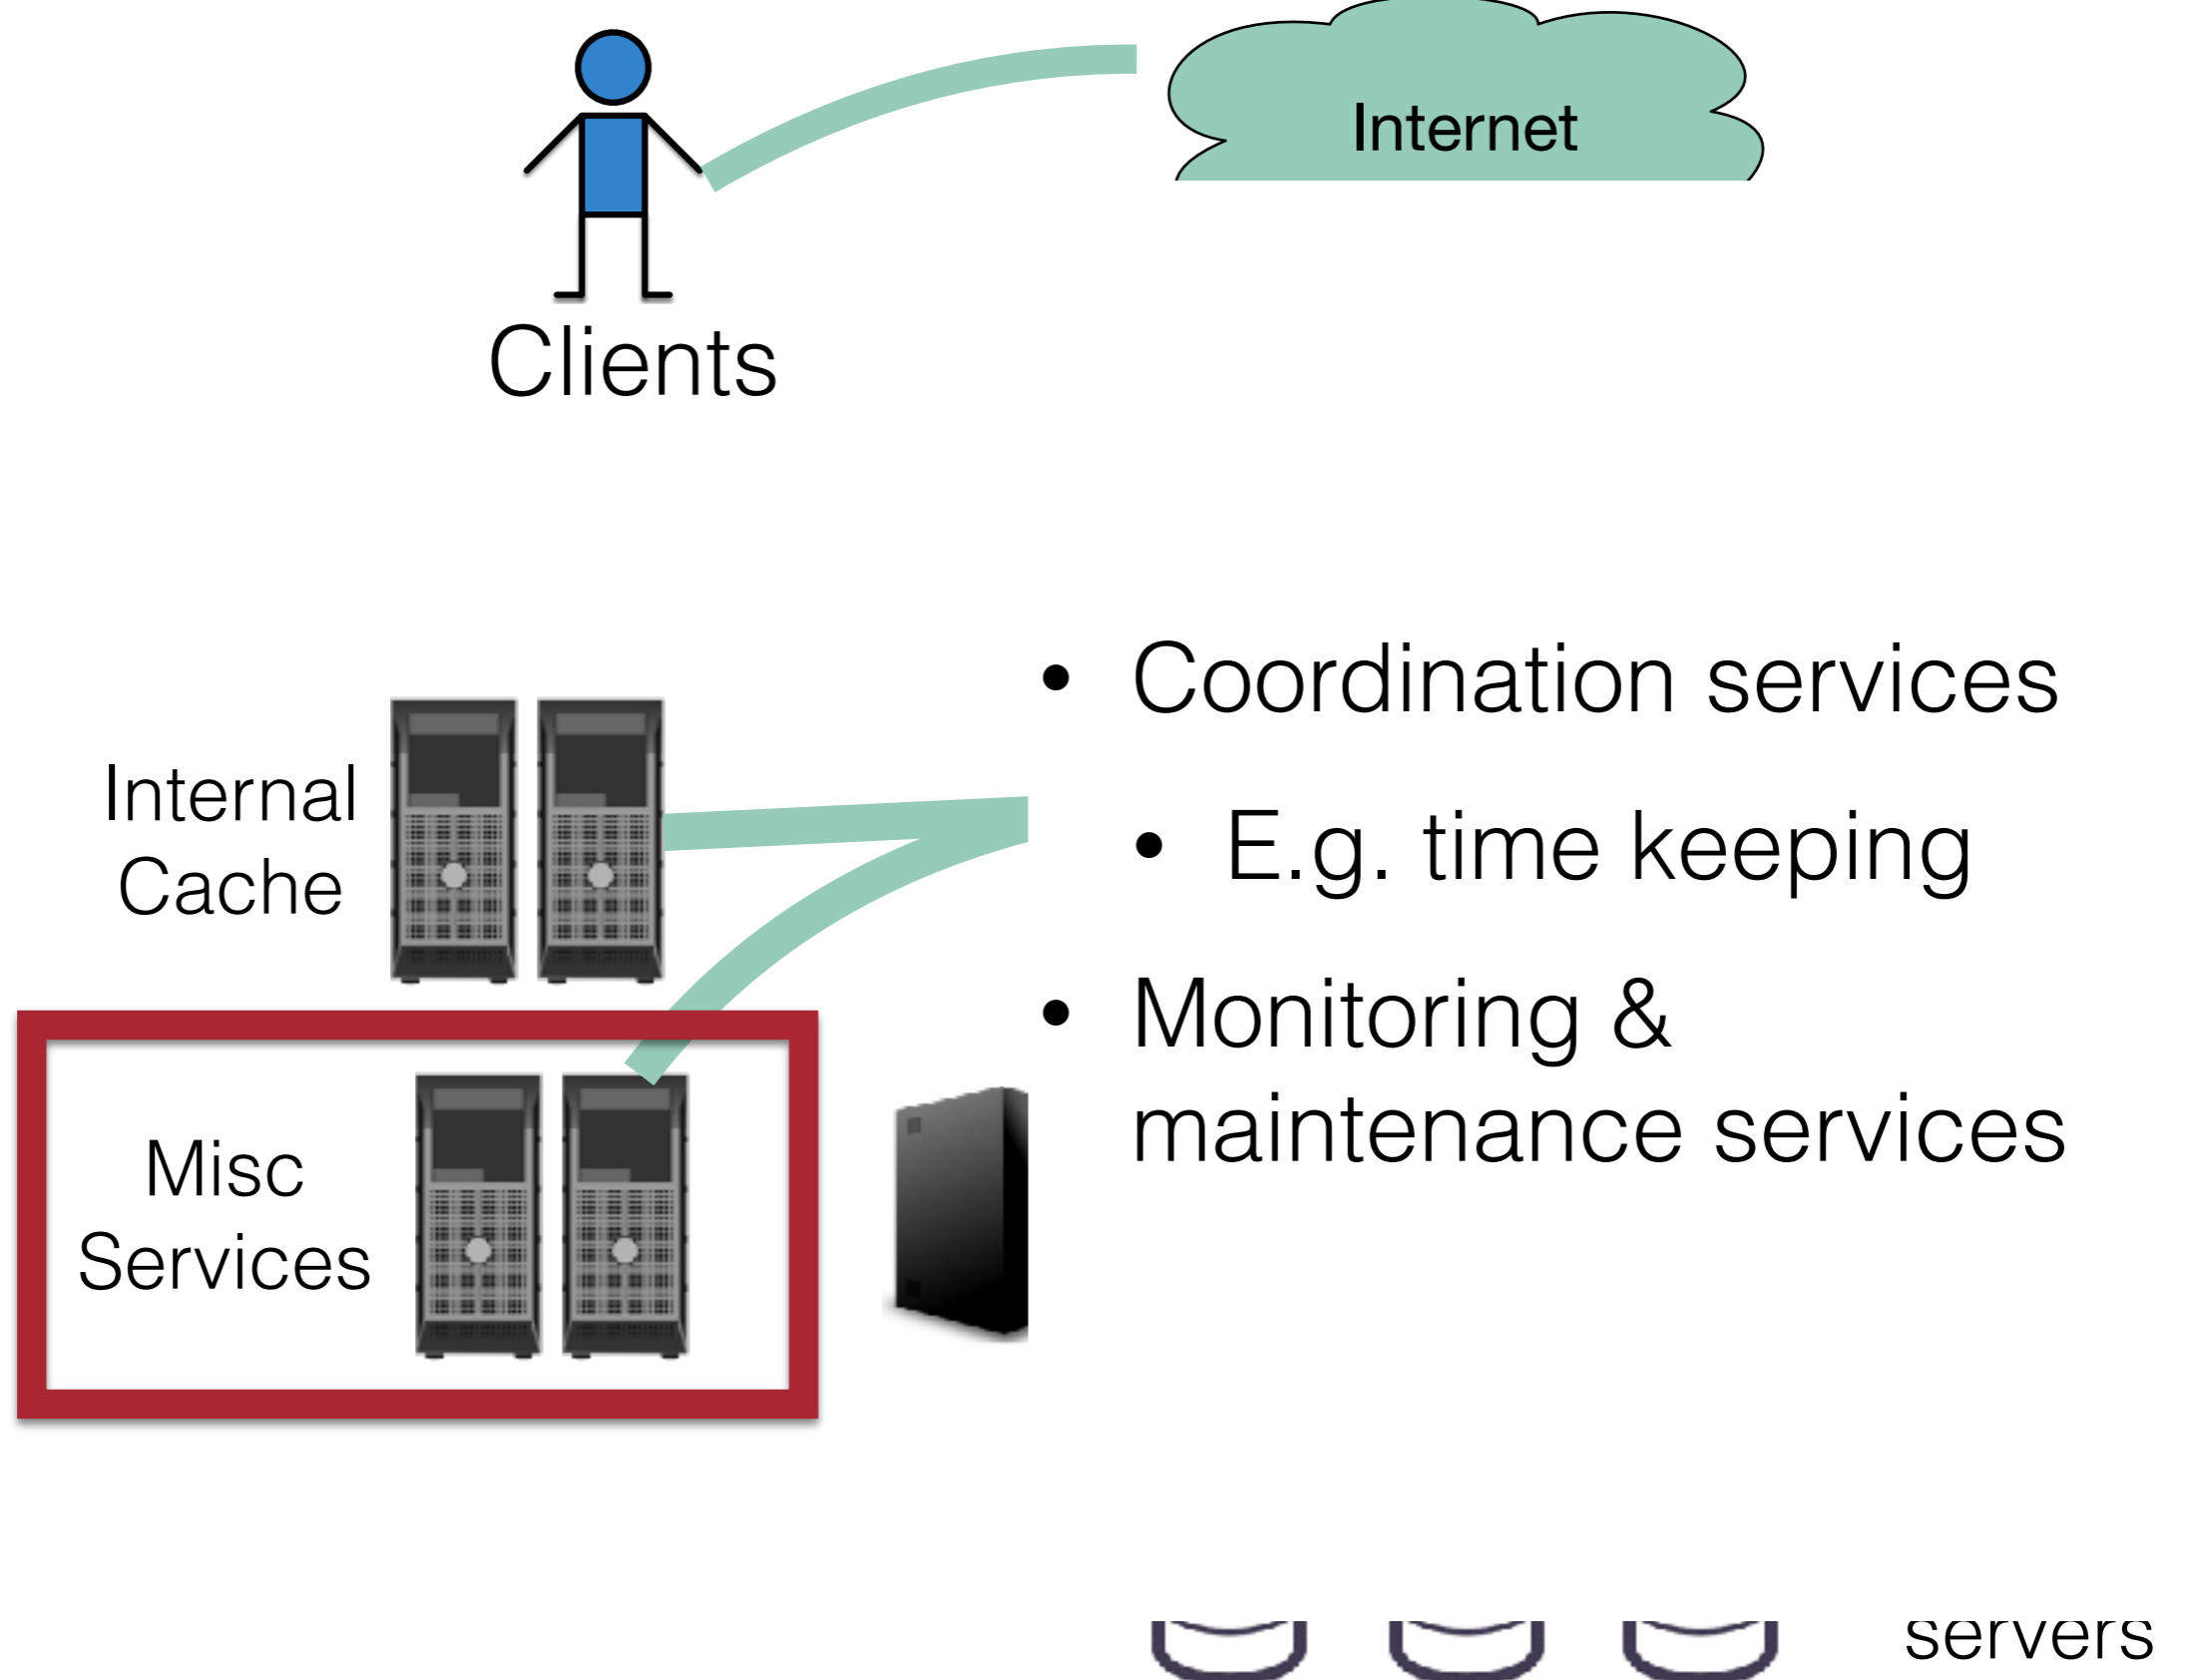 Internet
Clients
• Coordination services
• E.g. time keeping
• Monitoring &
maintenance services
Internal
Cache
Misc
Services
servers